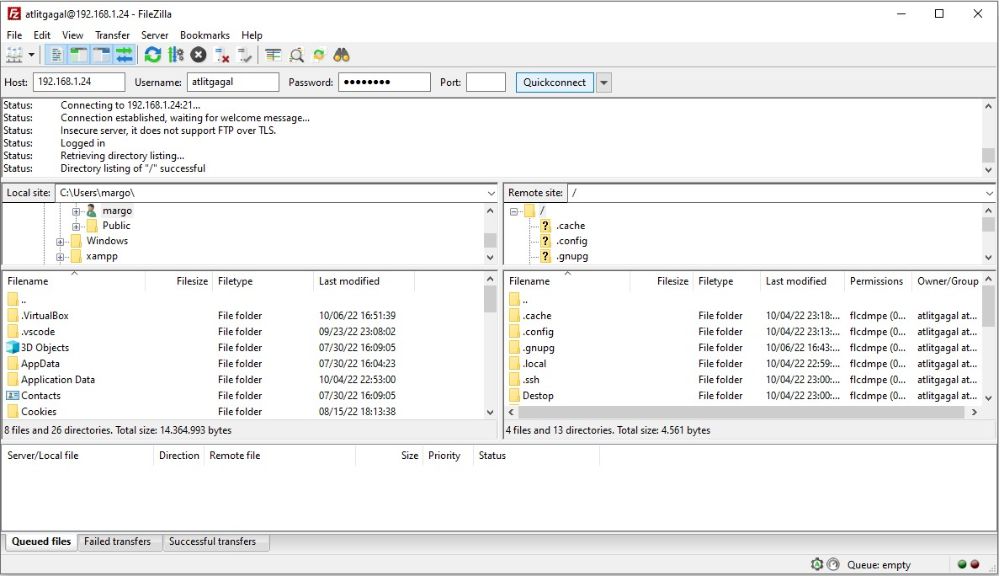 atlitgagal@192.168.1.24 - FileZilla
File Edit View Transfer Server Bookmarks Help
Host: 192.168.1.24 Username: atlitgagal Password: ●●●●●●●● Port: Quickconnect
Status: Connecting to 192.168.1.24:21...
Status: Connection established, waiting for welcome message...
Status: Insecure server, it does not support FTP over TLS.
Status: Logged in
Status: Retrieving directory listing...
Status: Directory listing of "/" successful
Local site: C:\Users\margo\
margo
Public
Windows
xampp
Filename Filesize Filetype Last modified
..
.VirtualBox File folder 10/06/22 16:51:39
.vscode File folder 09/23/22 23:08:02
3D Objects File folder 07/30/22 16:09:05
AppData File folder 07/30/22 16:04:23
Application Data File folder 10/04/22 22:53:00
Contacts File folder 07/30/22 16:09:05
Cookies File folder 08/15/22 18:13:38
8 files and 26 directories. Total size: 14.364.993 bytes
Remote site: /
/
.cache
.config
.gnupg
Filename Filesize Filetype Last modified Permissions Owner/Group
..
.cache File folder 10/04/22 23:18:... flcdmpe (0... atlitgagal at...
.config File folder 10/04/22 23:13:... flcdmpe (0... atlitgagal at...
.gnupg File folder 10/06/22 16:43:... flcdmpe (0... atlitgagal at...
.local File folder 10/04/22 22:59:... flcdmpe (0... atlitgagal at...
.ssh File folder 10/04/22 23:00:... flcdmpe (0... atlitgagal at...
Destop File folder 10/04/22 23:00:... flcdmpe (0... atlitgagal at...
4 files and 13 directories. Total size: 4.561 bytes
Server/Local file Direction Remote file Size Priority Status
Queued files Failed transfers Successful transfers
Queue: empty